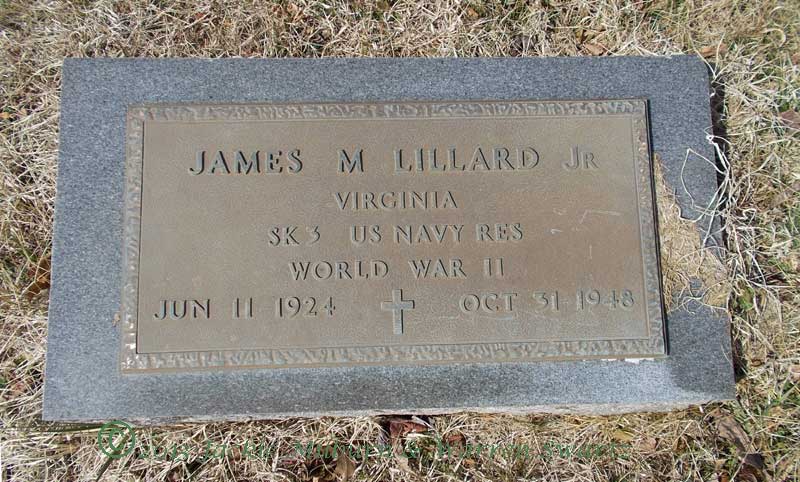 JAMES M LILLARD JR
VIRGINIA
SK3 US NAVY RES
WORLD WAR II
JUN 11 1924 OCT 31 1948
©